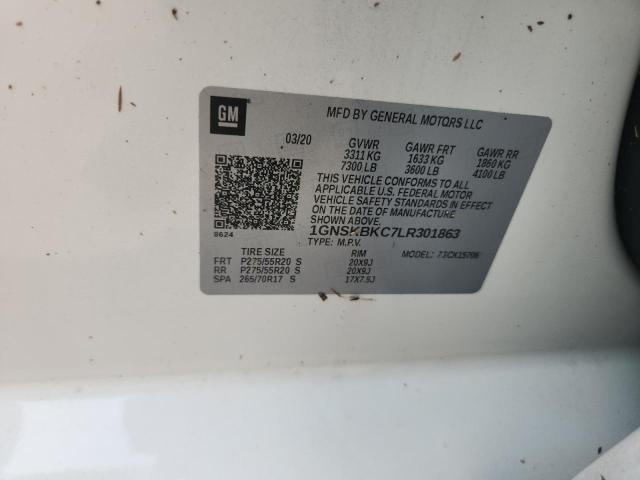 GM
MFD BY GENERAL MOTORS LLC
03/20 GVWR GAWR FRT GAWR RR
3311 KG 1633 KG 1860 KG
7300 LB 3600 LB 4100 LB
THIS VEHICLE CONFORMS TO ALL
APPLICABLE U.S. FEDERAL MOTOR
VEHICLE SAFETY STANDARDS IN
EFFECT ON THE DATE OF MANUFACTURE
SHOWN ABOVE.
8624
1GNSKBKC7LR301863
TYPE: M.P.V.
TIRE SIZE RIM MODEL:
FRT P275/55R20 S 20X9J
RR P275/55R20 S 20X9J
SPA 265/70R17 S 17X7.5J